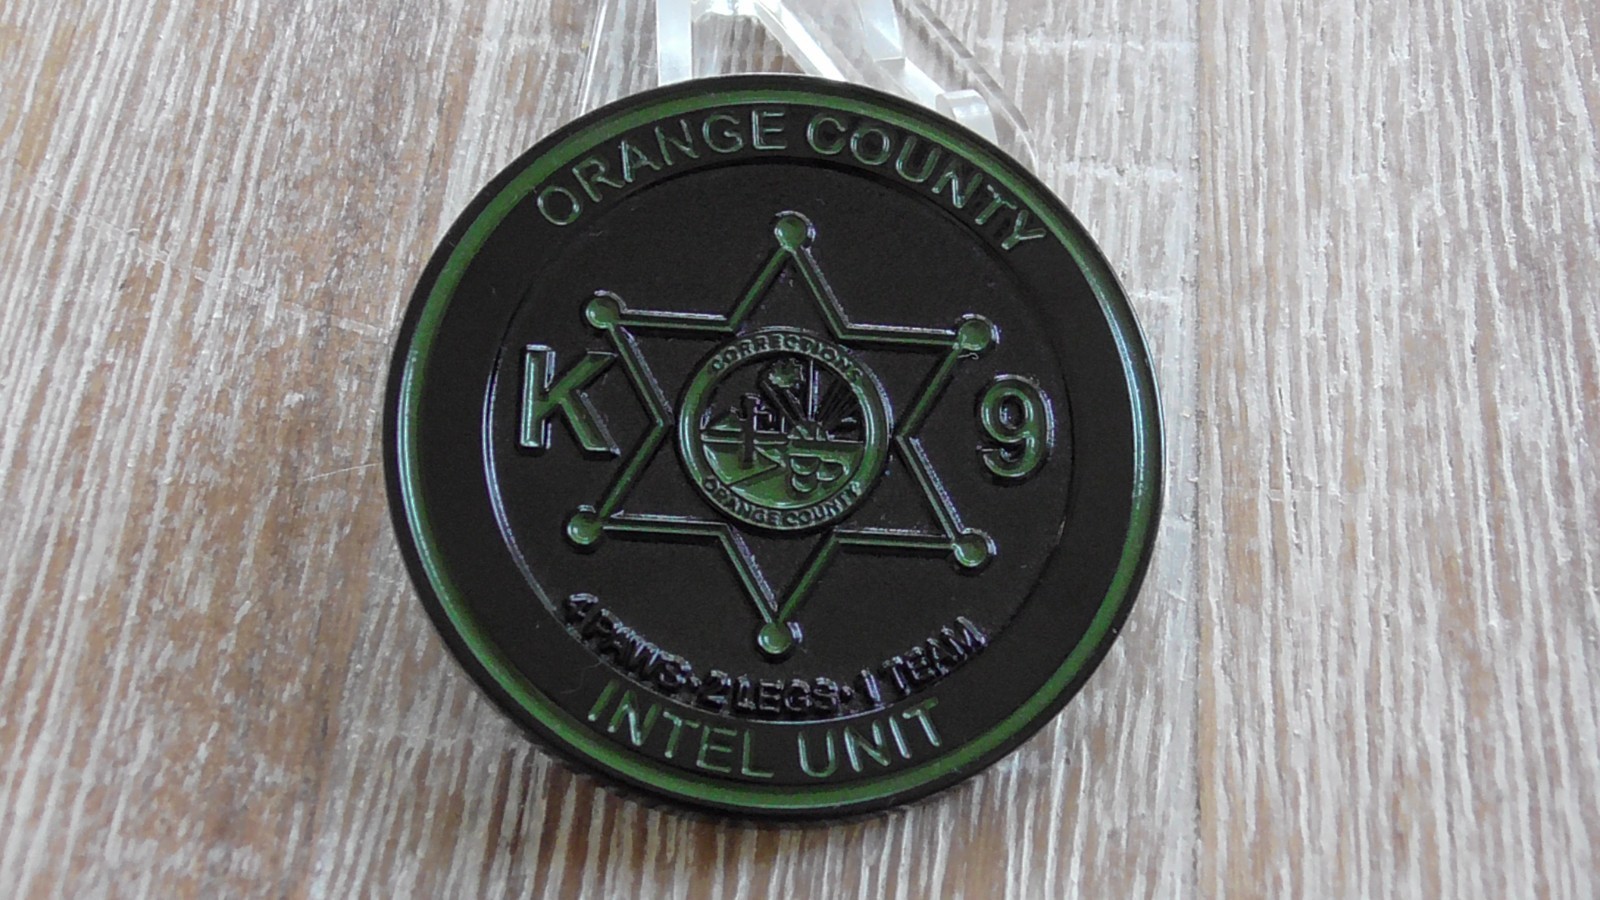 ORANGE COUNTY
K 9
CORRECTIONS
ORANGE COUNTY
4 PAWS · 2 LEGS · 1 TEAM
INTEL UNIT